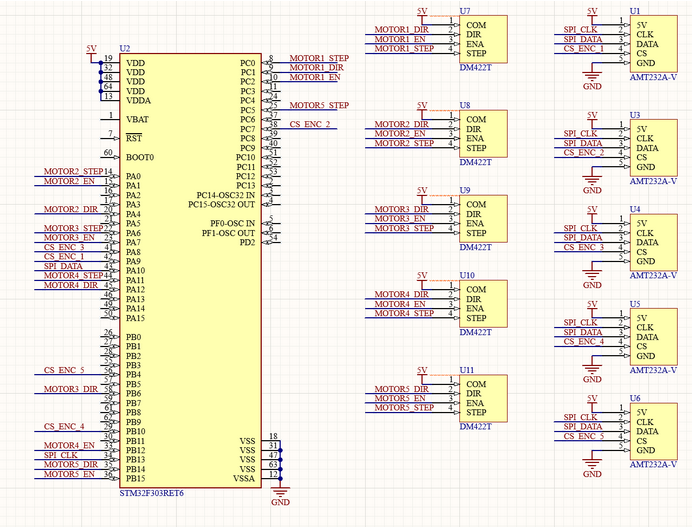 U2
5V
19 VDD
32 VDD
48 VDD
64 VDD
13 VDDA
1 VBAT
7 RST
60 BOOT0
MOTOR2_STEP 14 PA0
MOTOR2_EN 15 PA1
16 PA2
17 PA3
MOTOR2_DIR 20 PA4
21 PA5
MOTOR3_STEP 22 PA6
MOTOR3_EN 23 PA7
CS_ENC_3 41 PA8
CS_ENC_1 42 PA9
SPI_DATA 43 PA10
MOTOR4_STEP 44 PA11
MOTOR4_DIR 45 PA12
46 PA13
49 PA14
50 PA15
26 PB0
27 PB1
28 PB2
55 PB3
CS_ENC_5 56 PB4
57 PB5
MOTOR3_DIR 58 PB6
59 PB7
61 PB8
62 PB9
CS_ENC_4 29 PB10
30 PB11
MOTOR4_EN 33 PB12
SPI_CLK 34 PB13
MOTOR5_DIR 35 PB14
MOTOR5_EN 36 PB15
STM32F303RET6
PC0 8 MOTOR1_STEP
PC1 9 MOTOR1_DIR
PC2 10 MOTOR1_EN
PC3 11
PC4 24
PC5 25 MOTOR5_STEP
PC6 37
PC7 38 CS_ENC_2
PC8 39
PC9 40
PC10 51
PC11 52
PC12 53
PC13
PC14-OSC32 IN 3
PC15-OSC32 OUT 4
PF0-OSC IN 5
PF1-OSC OUT 6
PD2 54
VSS 18
VSS 31
VSS 47
VSS 63
VSSA 12
GND
U7
5V 1 COM
MOTOR1_DIR 2 DIR
MOTOR1_EN 3 ENA
MOTOR1_STEP 4 STEP
DM422T
U8
5V 1 COM
MOTOR2_DIR 2 DIR
MOTOR2_EN 3 ENA
MOTOR2_STEP 4 STEP
DM422T
U9
5V 1 COM
MOTOR3_DIR 2 DIR
MOTOR3_EN 3 ENA
MOTOR3_STEP 4 STEP
DM422T
U10
5V 1 COM
MOTOR4_DIR 2 DIR
MOTOR4_EN 3 ENA
MOTOR4_STEP 4 STEP
DM422T
U11
5V 1 COM
MOTOR5_DIR 2 DIR
MOTOR5_EN 3 ENA
MOTOR5_STEP 4 STEP
DM422T
U1
5V 1 5V
SPI_CLK 2 CLK
SPI_DATA 3 DATA
CS_ENC_1 4 CS
5 GND
GND
AMT232A-V
U3
5V 1 5V
SPI_CLK 2 CLK
SPI_DATA 3 DATA
CS_ENC_2 4 CS
5 GND
GND
AMT232A-V
U4
5V 1 5V
SPI_CLK 2 CLK
SPI_DATA 3 DATA
CS_ENC_3 4 CS
5 GND
GND
AMT232A-V
U5
5V 1 5V
SPI_CLK 2 CLK
SPI_DATA 3 DATA
CS_ENC_4 4 CS
5 GND
GND
AMT232A-V
U6
5V 1 5V
SPI_CLK 2 CLK
SPI_DATA 3 DATA
CS_ENC_5 4 CS
5 GND
GND
AMT232A-V